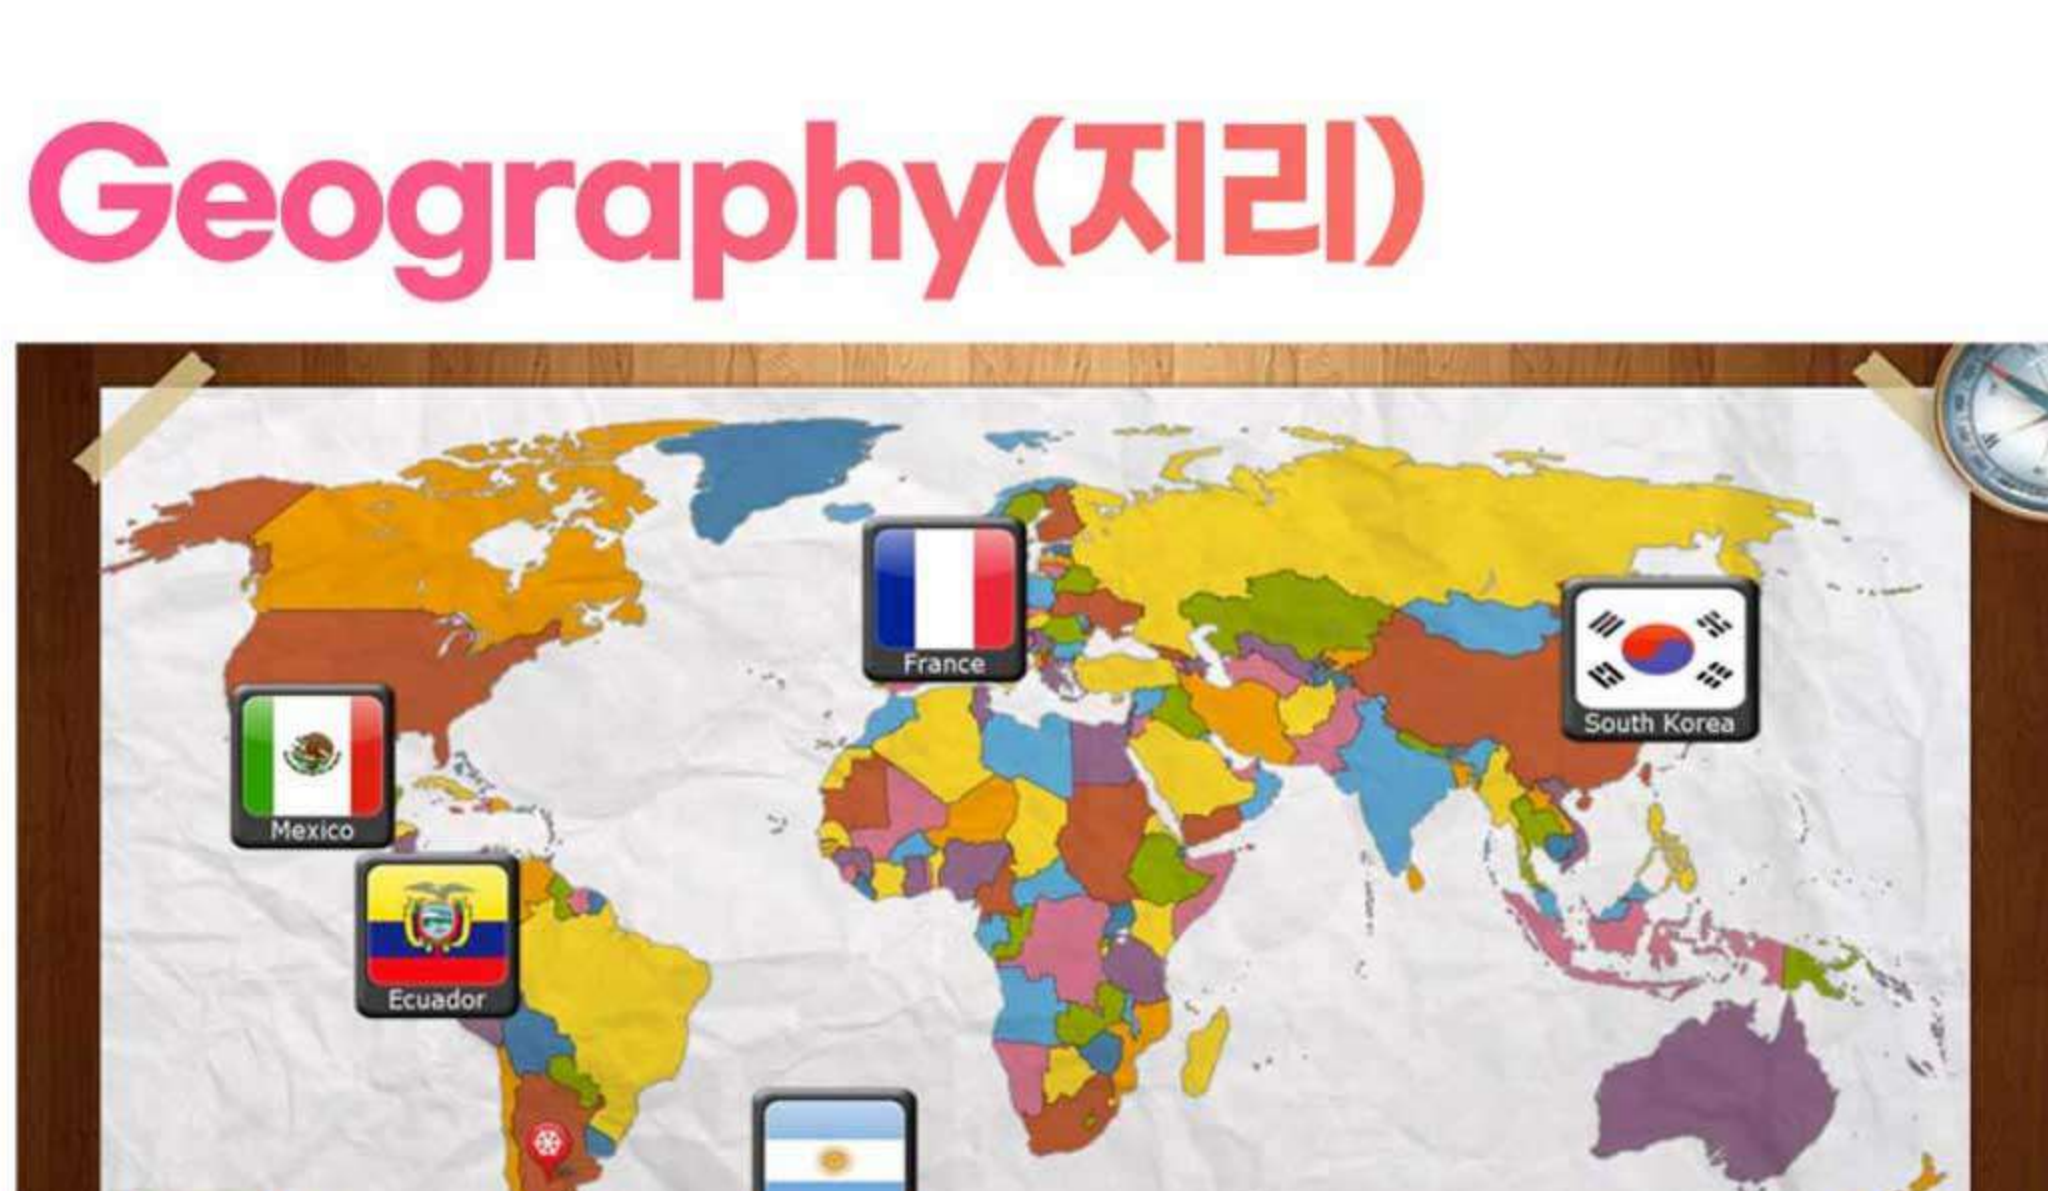 Geography(지리)
France
South Korea
Mexico
Ecuador